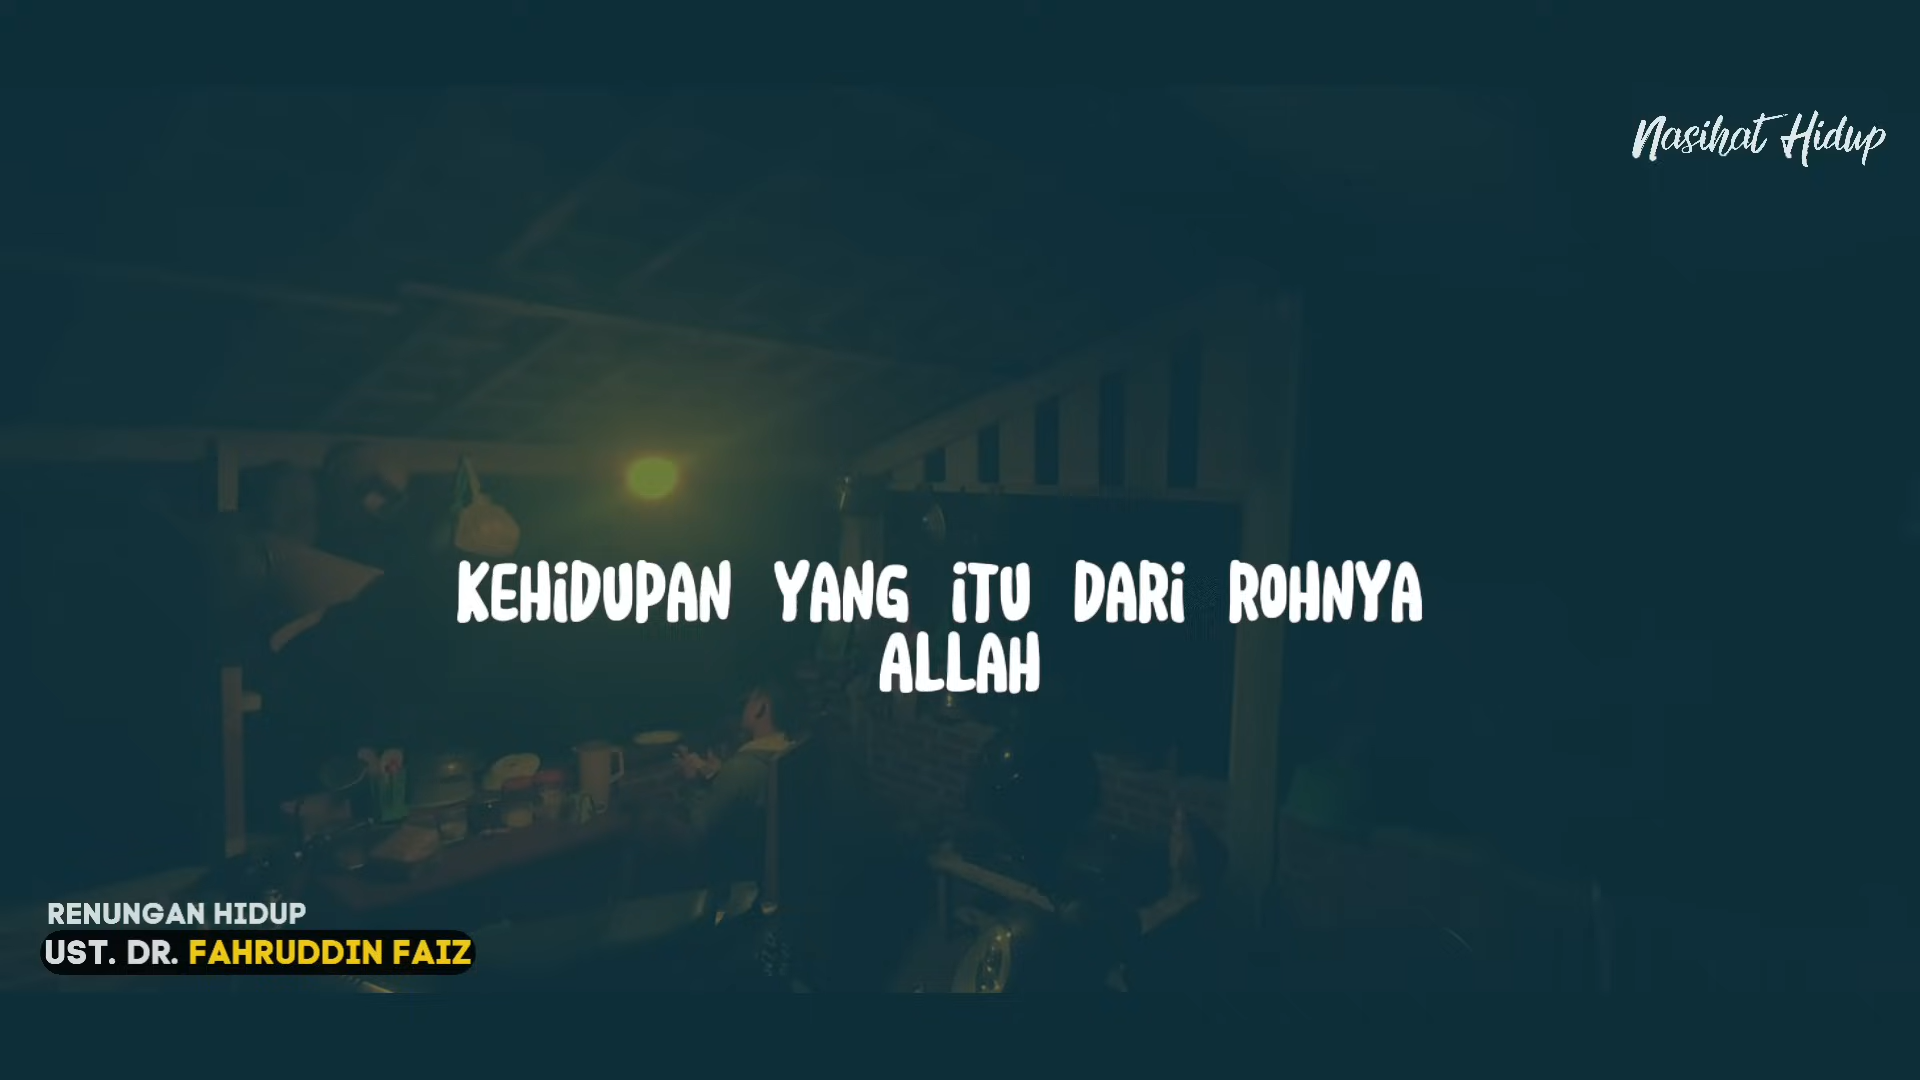 Nasihat Hidup
KEHIDUPAN YANG ITU DARI ROHNYA
ALLAH
RENUNGAN HIDUP
UST. DR. FAHRUDDIN FAIZ